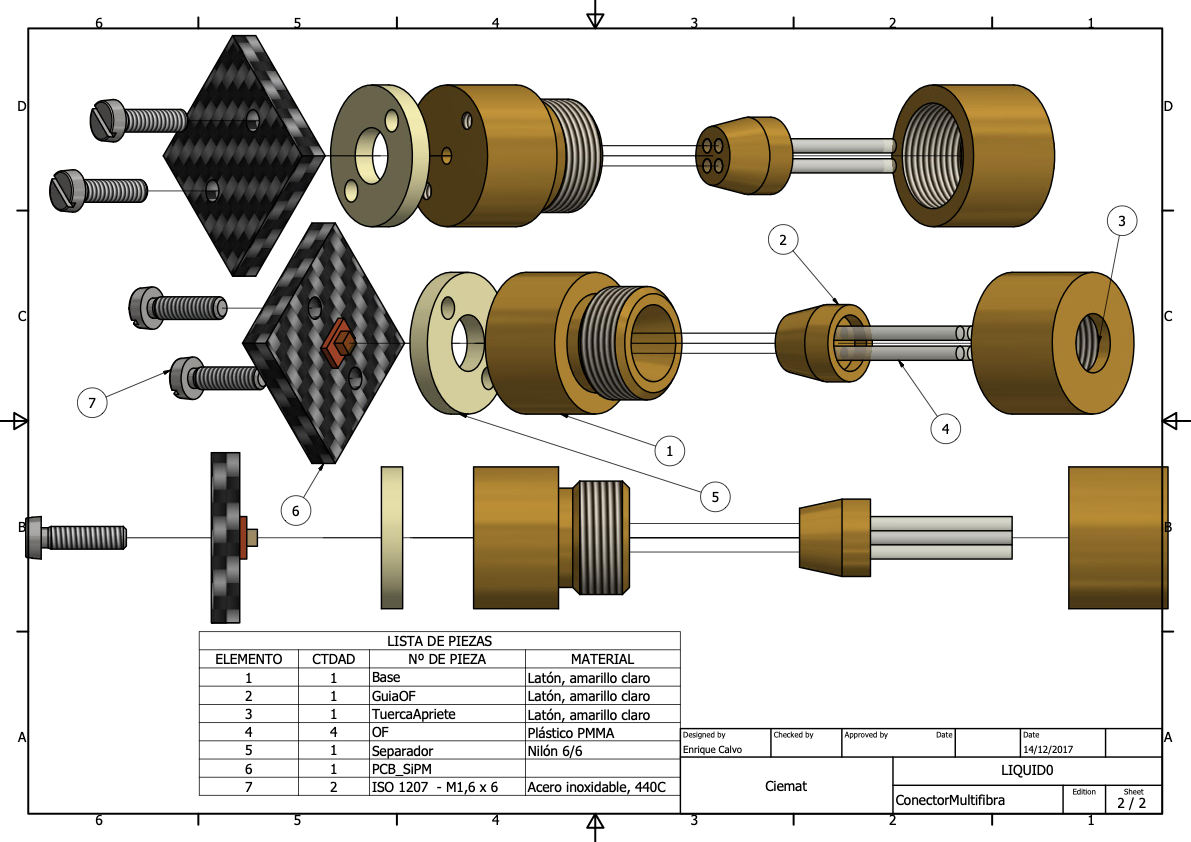 6 5 4 3 2 1
D D
2
3
C C
7
4
1
5
6
B B
LISTA DE PIEZAS
ELEMENTO CTDAD Nº DE PIEZA MATERIAL
1 1 Base Latón, amarillo claro
2 1 GuiaOF Latón, amarillo claro
3 1 TuercaApriete Latón, amarillo claro
4 4 OF Plástico PMMA
5 1 Separador Nilón 6/6
6 1 PCB_SiPM
7 2 ISO 1207 - M1,6 x 6 Acero inoxidable, 440C
A A
Designed by Checked by Approved by Date Date
Enrique Calvo 14/12/2017
Ciemat
LIQUID0
ConectorMultifibra
Edition Sheet
2 / 2
6 5 4 3 2 1